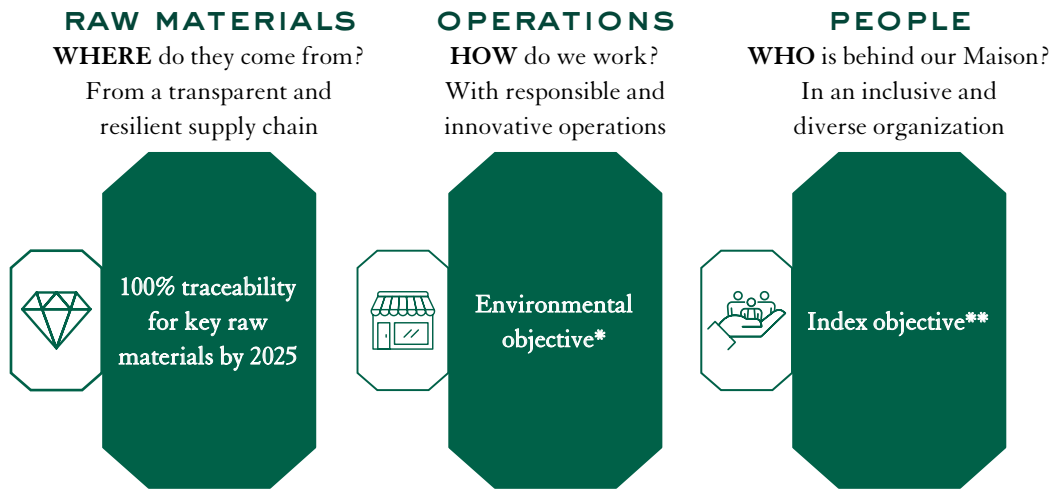 RAW MATERIALS
WHERE do they come from?
From a transparent and
resilient supply chain
100% traceability
for key raw
materials by 2025
OPERATIONS
HOW do we work?
With responsible and
innovative operations
Environmental
objective*
PEOPLE
WHO is behind our Maison?
In an inclusive and
diverse organization
Index objective**